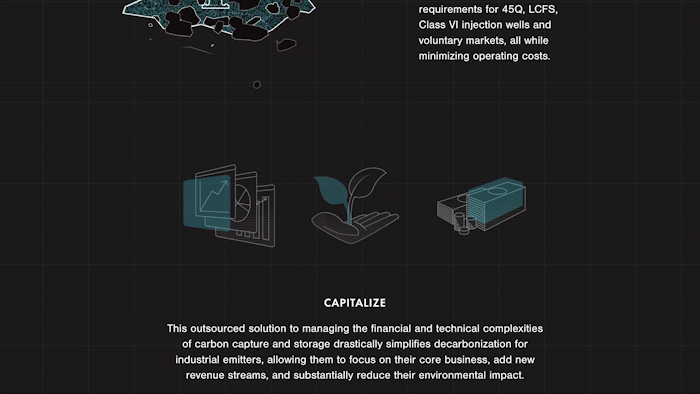 requirements for 45Q, LCFS,
Class VI injection wells and
voluntary markets, all while
minimizing operating costs.
CAPITALIZE
This outsourced solution to managing the financial and technical complexities
of carbon capture and storage drastically simplifies decarbonization for
industrial emitters, allowing them to focus on their core business, add new
revenue streams, and substantially reduce their environmental impact.